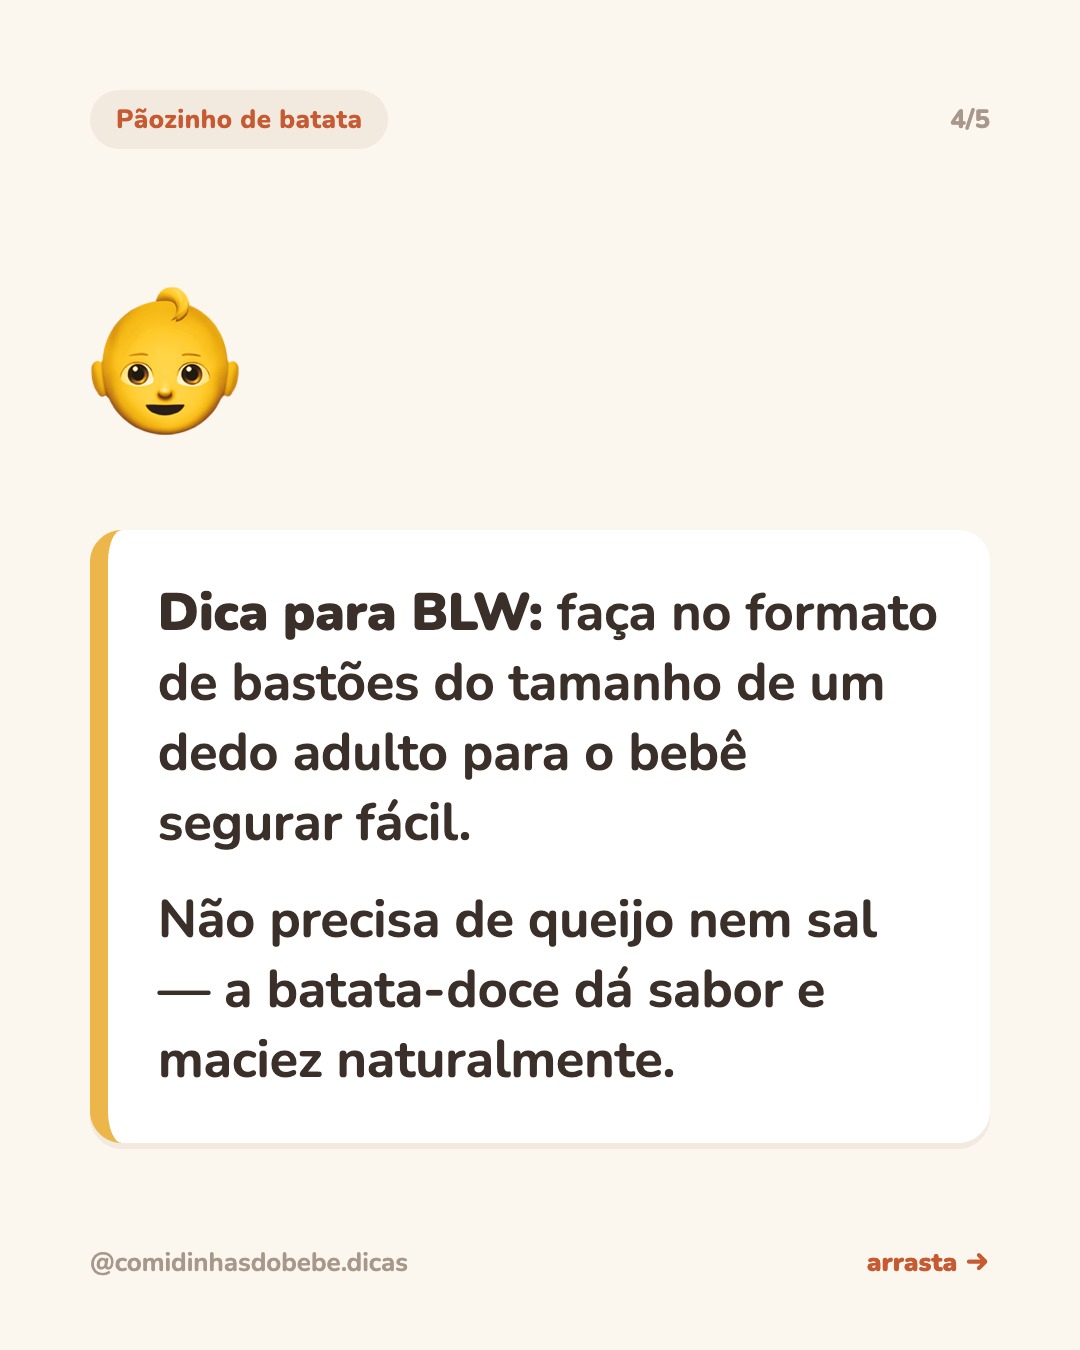 Pãozinho de batata
4/5
Dica para BLW: faça no formato
de bastões do tamanho de um
dedo adulto para o bebê
segurar fácil.
Não precisa de queijo nem sal
— a batata-doce dá sabor e
maciez naturalmente.
@comidinhasdobebe.dicas
arrasta →